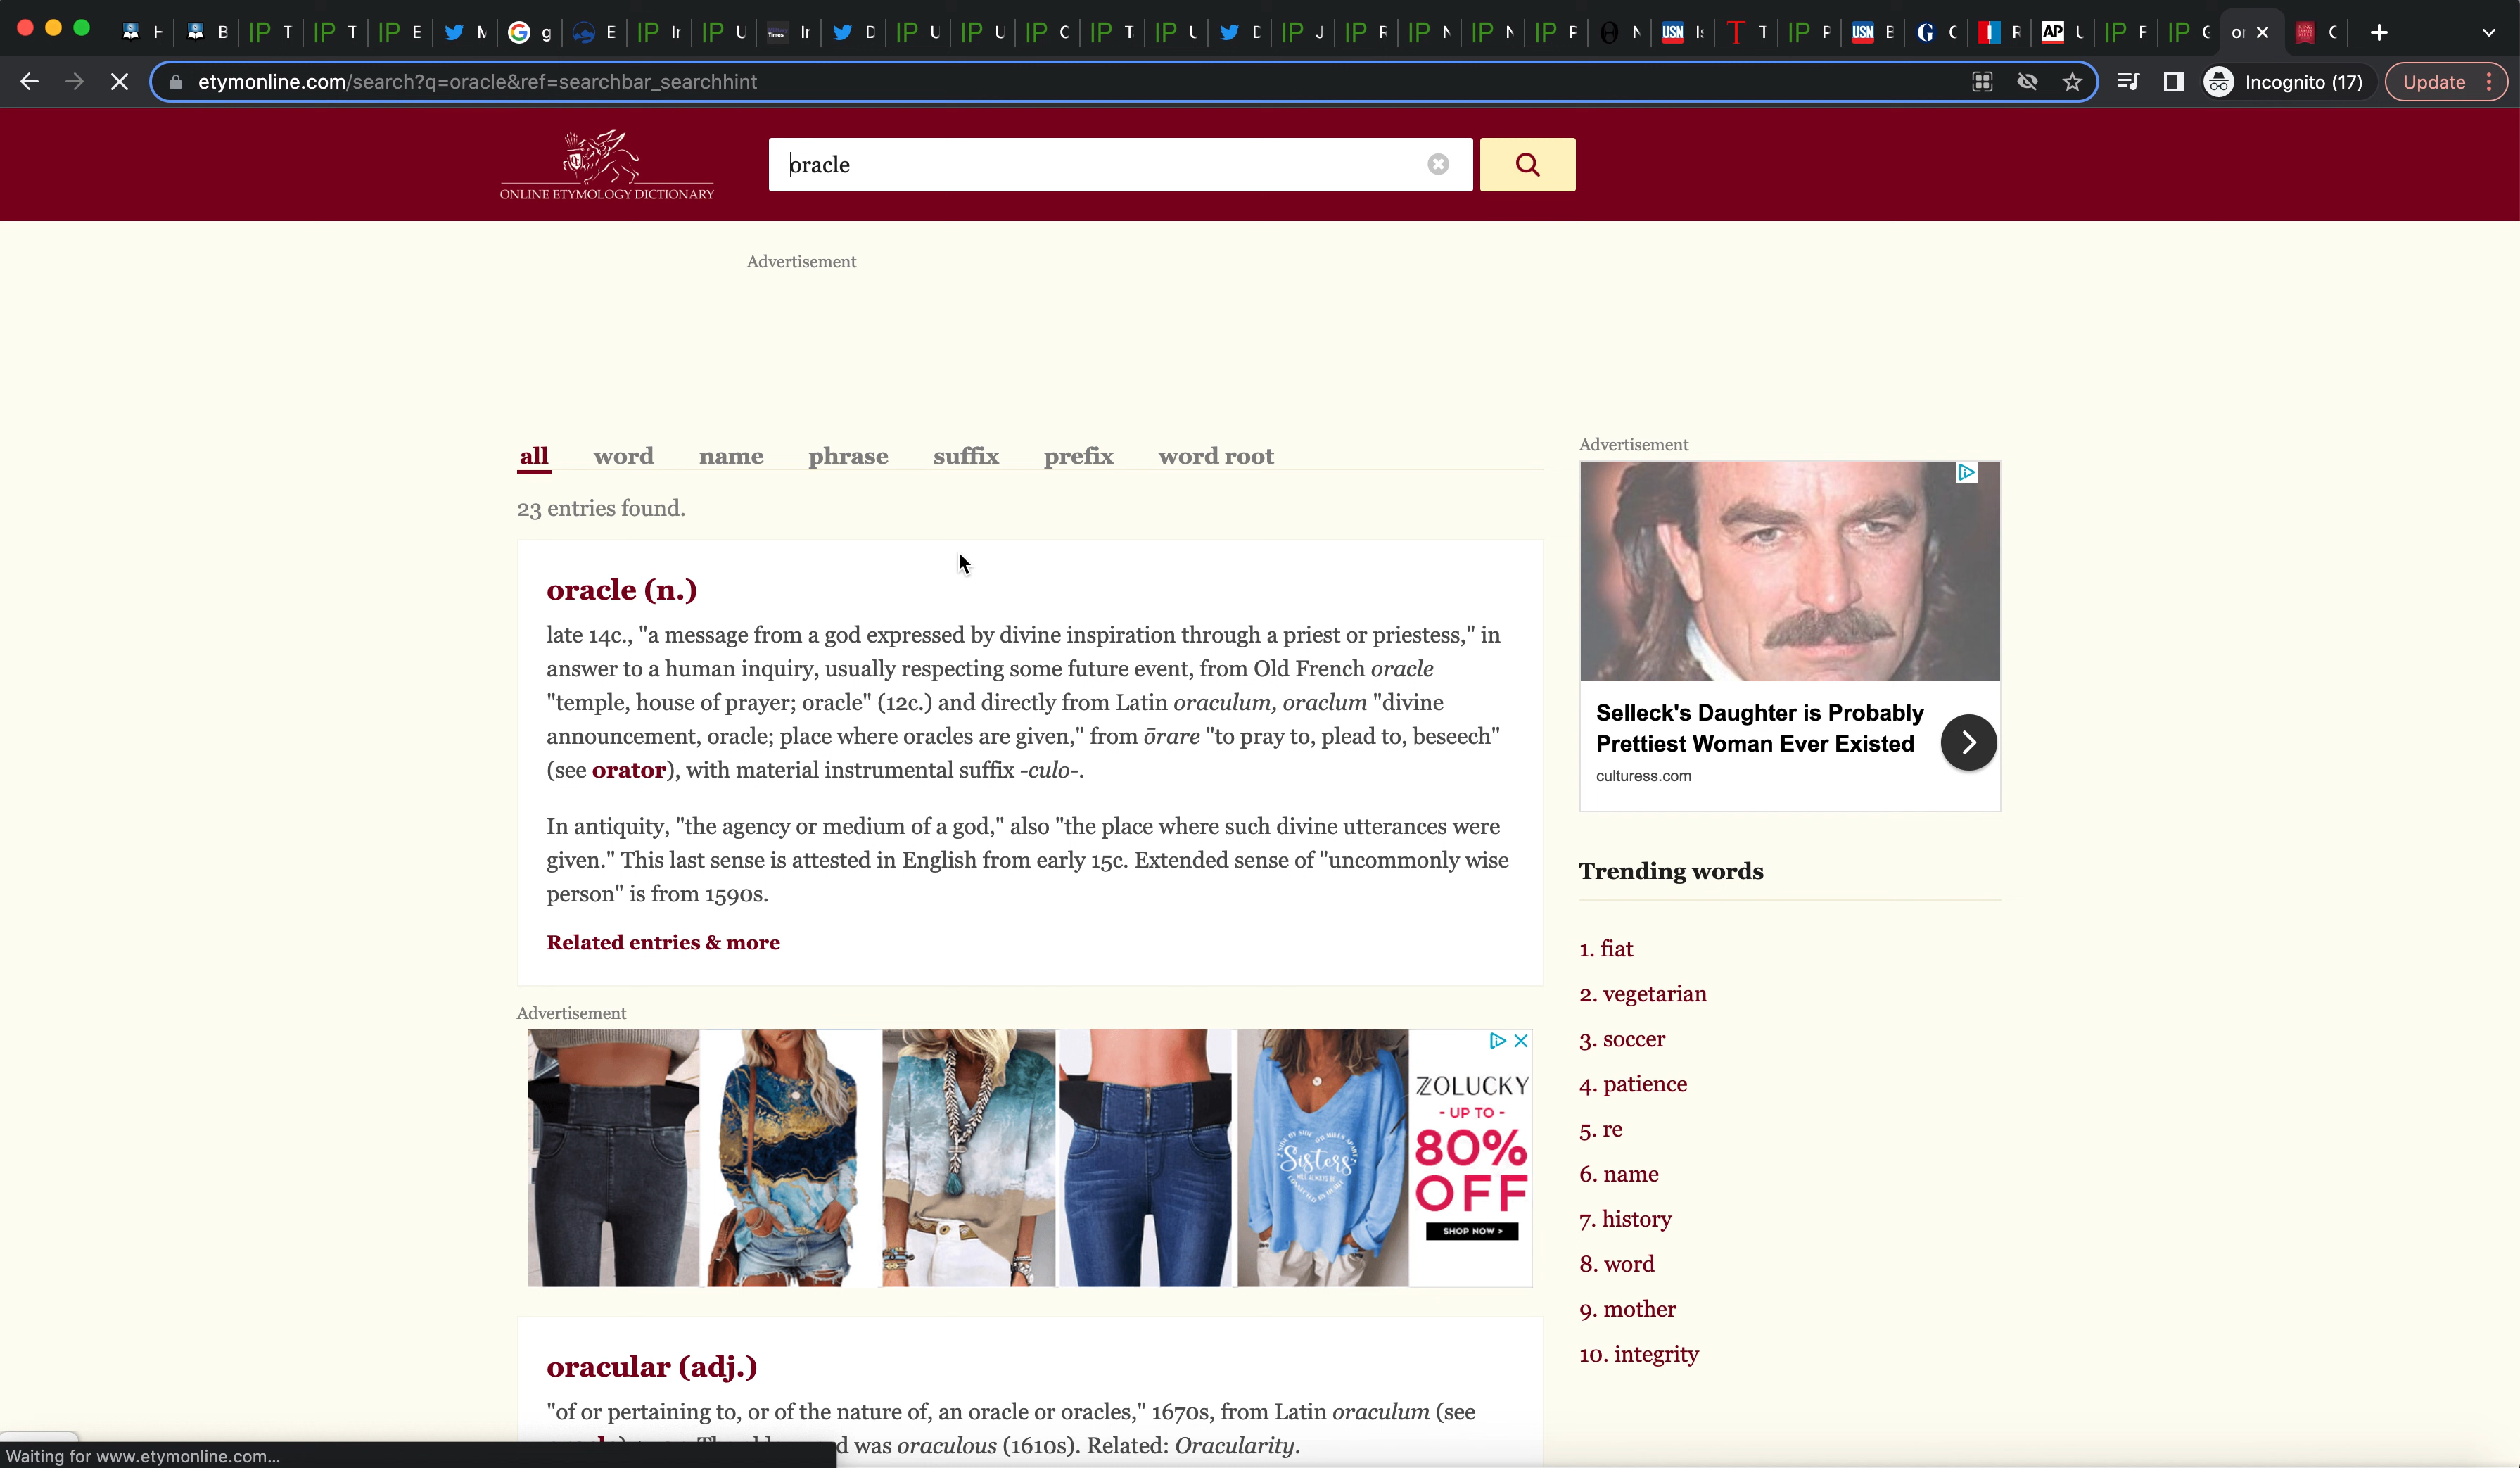 H B T T E M g E Ir U Ir D U U C T U D J R N N P N Is T P E C F U F G or C
etymonline.com/search?q=oracle&ref=searchbar_searchhint
Incognito (17)
Update
ONLINE ETYMOLOGY DICTIONARY
oracle
Advertisement
all word name phrase suffix prefix word root
23 entries found.
oracle (n.)
late 14c., "a message from a god expressed by divine inspiration through a priest or priestess," in
answer to a human inquiry, usually respecting some future event, from Old French oracle
"temple, house of prayer; oracle" (12c.) and directly from Latin oraculum, oraclum "divine
announcement, oracle; place where oracles are given," from ōrare "to pray to, plead to, beseech"
(see orator), with material instrumental suffix -culo-.
In antiquity, "the agency or medium of a god," also "the place where such divine utterances were
given." This last sense is attested in English from early 15c. Extended sense of "uncommonly wise
person" is from 1590s.
Related entries & more
Advertisement
Sisters
ZOLUCKY
- UP TO -
80%
OFF
SHOP NOW >
oracular (adj.)
"of or pertaining to, or of the nature of, an oracle or oracles," 1670s, from Latin oraculum (see
was oraculous (1610s). Related: Oracularity.
Advertisement
Selleck's Daughter is Probably
Prettiest Woman Ever Existed
culturess.com
Trending words
1. fiat
2. vegetarian
3. soccer
4. patience
5. re
6. name
7. history
8. word
9. mother
10. integrity
Waiting for www.etymonline.com...